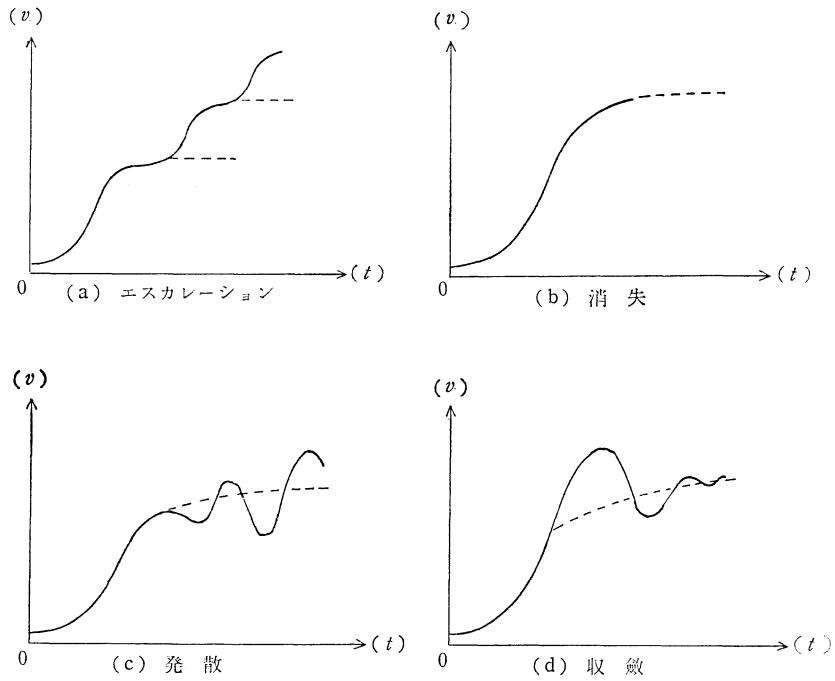 (v)
(t)
0
(a) エスカレーション
(v)
(t)
0
(b) 消 失
(v)
(t)
0
(c) 発 散
(v)
(t)
0
(d) 収 斂